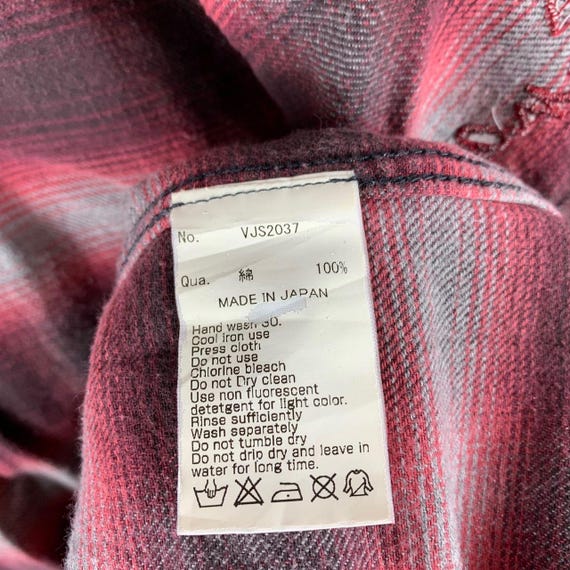 No. VJS2037
Qua. 綿 100%
MADE IN JAPAN
Hand wash 30.
Cool iron use
Press cloth
Do not use
Chlorine bleach
Do not Dry clean
Use non fluorescent
detetgent for light color.
Rinse sufficiently
Wash separately
Do not tumble dry
Do not drip dry and leave in
water for long time.